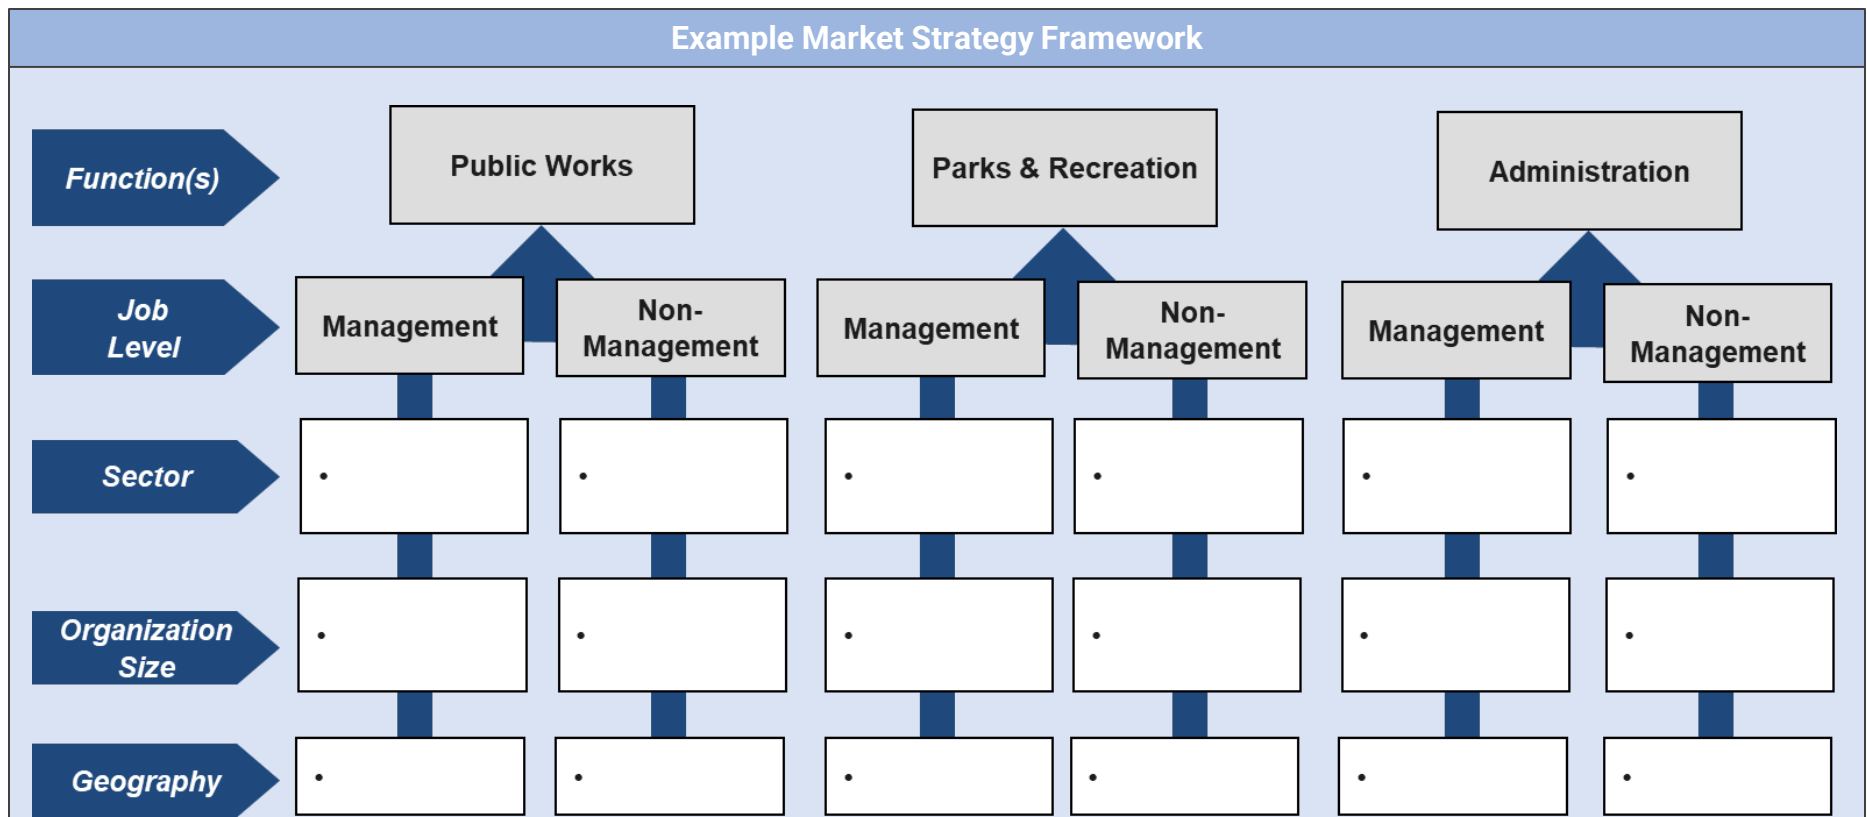 Example Market Strategy Framework
Function(s)
Public Works
Parks & Recreation
Administration
Job
Level
Management
Non-
Management
Management
Non-
Management
Management
Non-
Management
Sector
•
•
•
•
•
•
Organization
Size
•
•
•
•
•
•
Geography
•
•
•
•
•
•